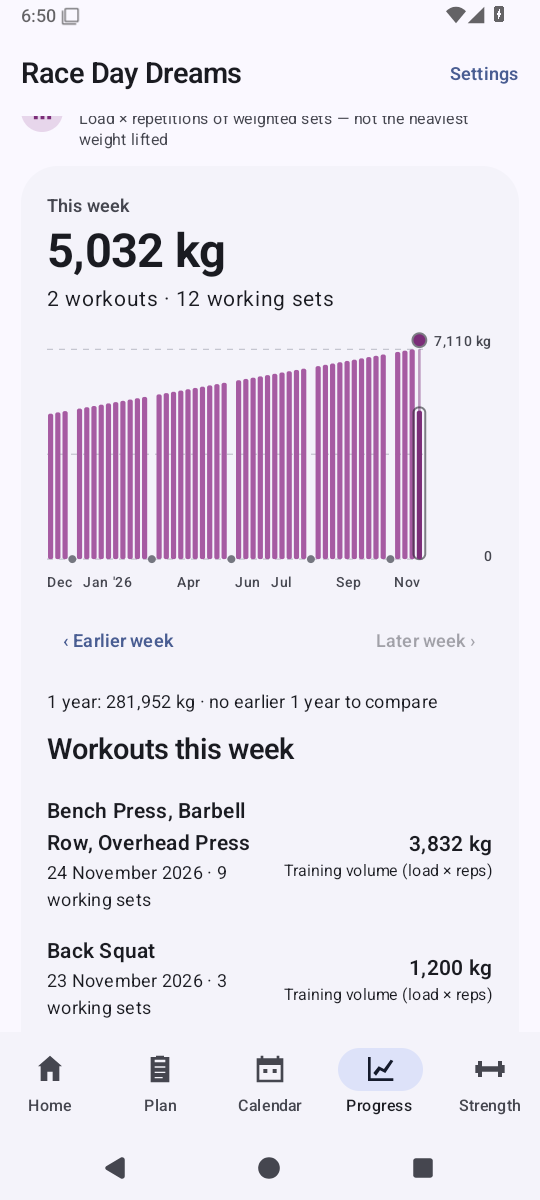 6:50
Race Day Dreams
Settings
Load × repetitions of weighted sets — not the heaviest
weight lifted
This week
5,032 kg
2 workouts · 12 working sets
7,110 kg
0
Dec Jan '26 Apr Jun Jul Sep Nov
‹ Earlier week
Later week ›
1 year: 281,952 kg · no earlier 1 year to compare
Workouts this week
Bench Press, Barbell
Row, Overhead Press
24 November 2026 · 9
working sets
3,832 kg
Training volume (load × reps)
Back Squat
23 November 2026 · 3
working sets
1,200 kg
Training volume (load × reps)
Home
Plan
Calendar
Progress
Strength